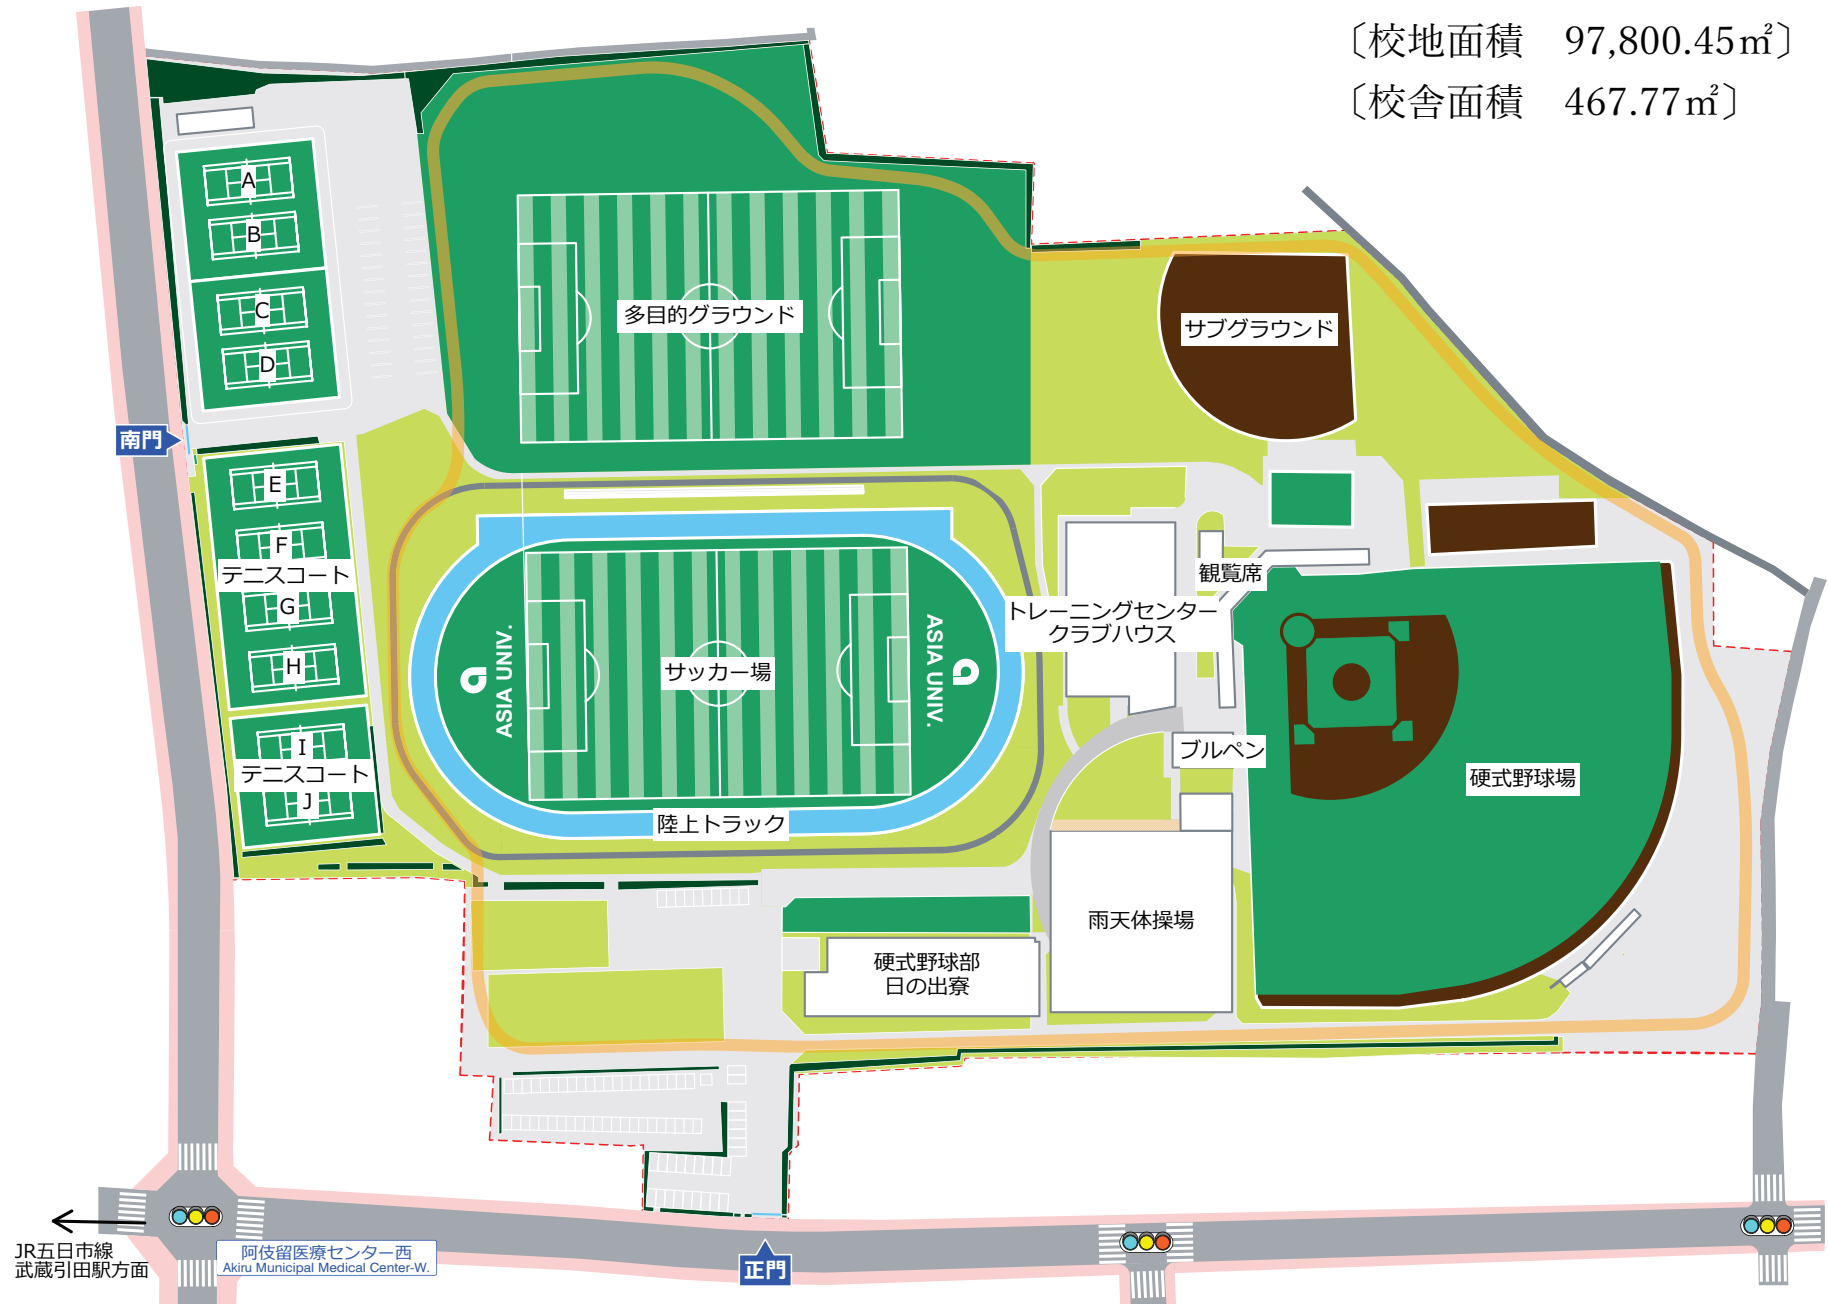 〔校地面積　97,800.45㎡〕
〔校舎面積　467.77㎡〕
A
B
C
D
南門
E
F
テニスコート
G
H
I
テニスコート
J
多目的グラウンド
サブグラウンド
観覧席
トレーニングセンター
クラブハウス
ASIA UNIV.
サッカー場
ASIA UNIV.
陸上トラック
ブルペン
硬式野球場
雨天体操場
硬式野球部
日の出寮
JR五日市線
武蔵引田駅方面
阿伎留医療センター西
Akiru Municipal Medical Center-W.
正門